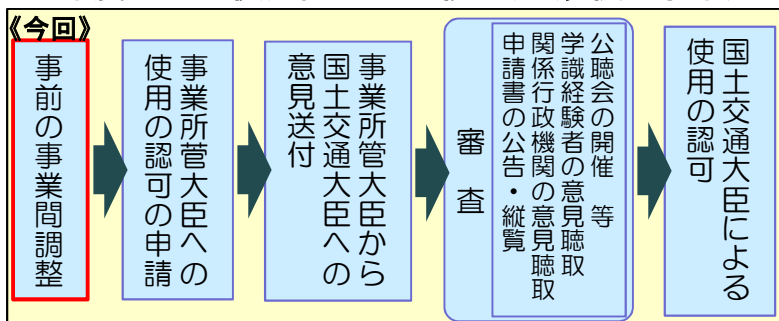 《今回》
事前の事業間調整
事業所菅大臣への
使用の認可の申請
事業所管大臣から
国土交通大臣への
意見送付
審査
公聴会の開催　等
学識経験者の意見聴取
関係行政機関の意見聴取
申請書の公告・縦覧
国土交通大臣による
使用の認可